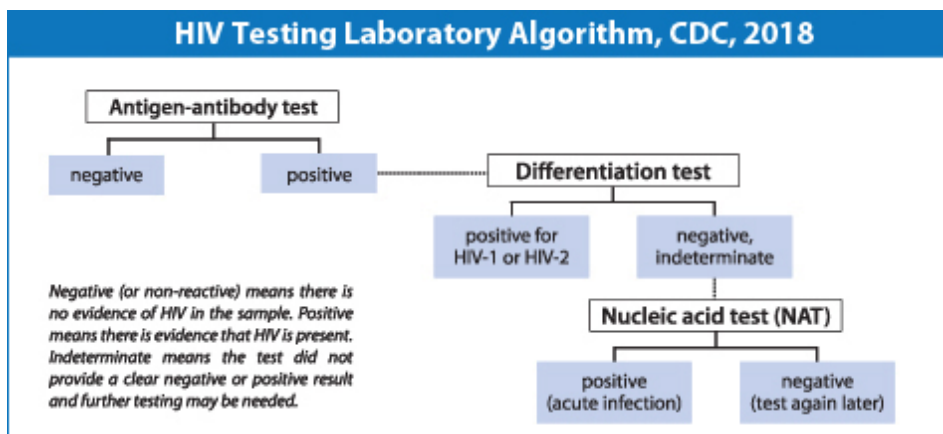 HIV Testing Laboratory Algorithm, CDC, 2018
Antigen-antibody test
negative
positive
Differentiation test
positive for
HIV-1 or HIV-2
negative,
indeterminate
Negative (or non-reactive) means there is
no evidence of HIV in the sample. Positive
means there is evidence that HIV is present.
Indeterminate means the test did not
provide a clear negative or positive result
and further testing may be needed.
Nucleic acid test (NAT)
positive
(acute infection)
negative
(test again later)